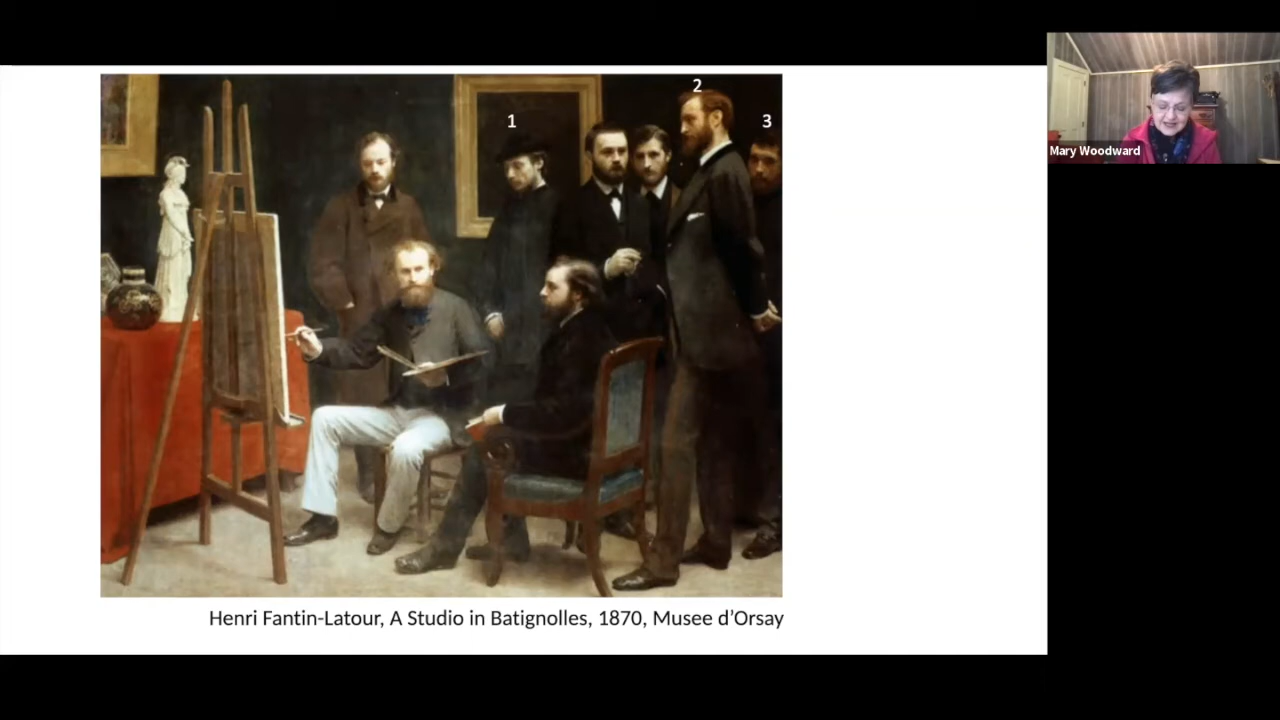 1
2
3
Mary Woodward
Henri Fantin-Latour, A Studio in Batignolles, 1870, Musee d’Orsay